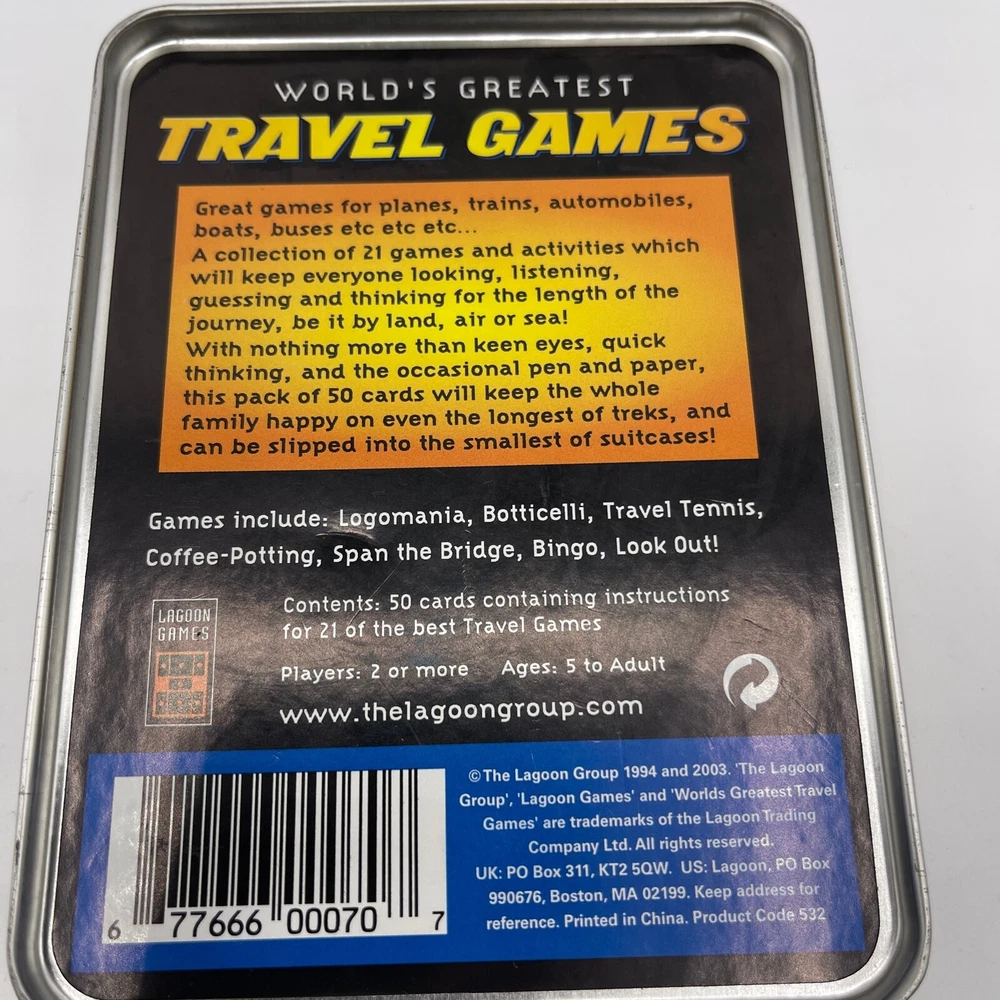 WORLD'S GREATEST
TRAVEL GAMES
Great games for planes, trains, automobiles,
boats, buses etc etc etc...
A collection of 21 games and activities which
will keep everyone looking, listening,
guessing and thinking for the length of the
journey, be it by land, air or sea!
With nothing more than keen eyes, quick
thinking, and the occasional pen and paper,
this pack of 50 cards will keep the whole
family happy on even the longest of treks, and
can be slipped into the smallest of suitcases!
Games include: Logomania, Botticelli, Travel Tennis,
Coffee-Potting, Span the Bridge, Bingo, Look Out!
LAGOON
GAMES
Contents: 50 cards containing instructions
for 21 of the best Travel Games
Players: 2 or more Ages: 5 to Adult
www.thelagoongroup.com
6 77666 00070 7
©The Lagoon Group 1994 and 2003. 'The Lagoon
Group', 'Lagoon Games' and 'Worlds Greatest Travel
Games' are trademarks of the Lagoon Trading
Company Ltd. All rights reserved.
UK: PO Box 311, KT2 5QW. US: Lagoon, PO Box
990676, Boston, MA 02199. Keep address for
reference. Printed in China. Product Code 532